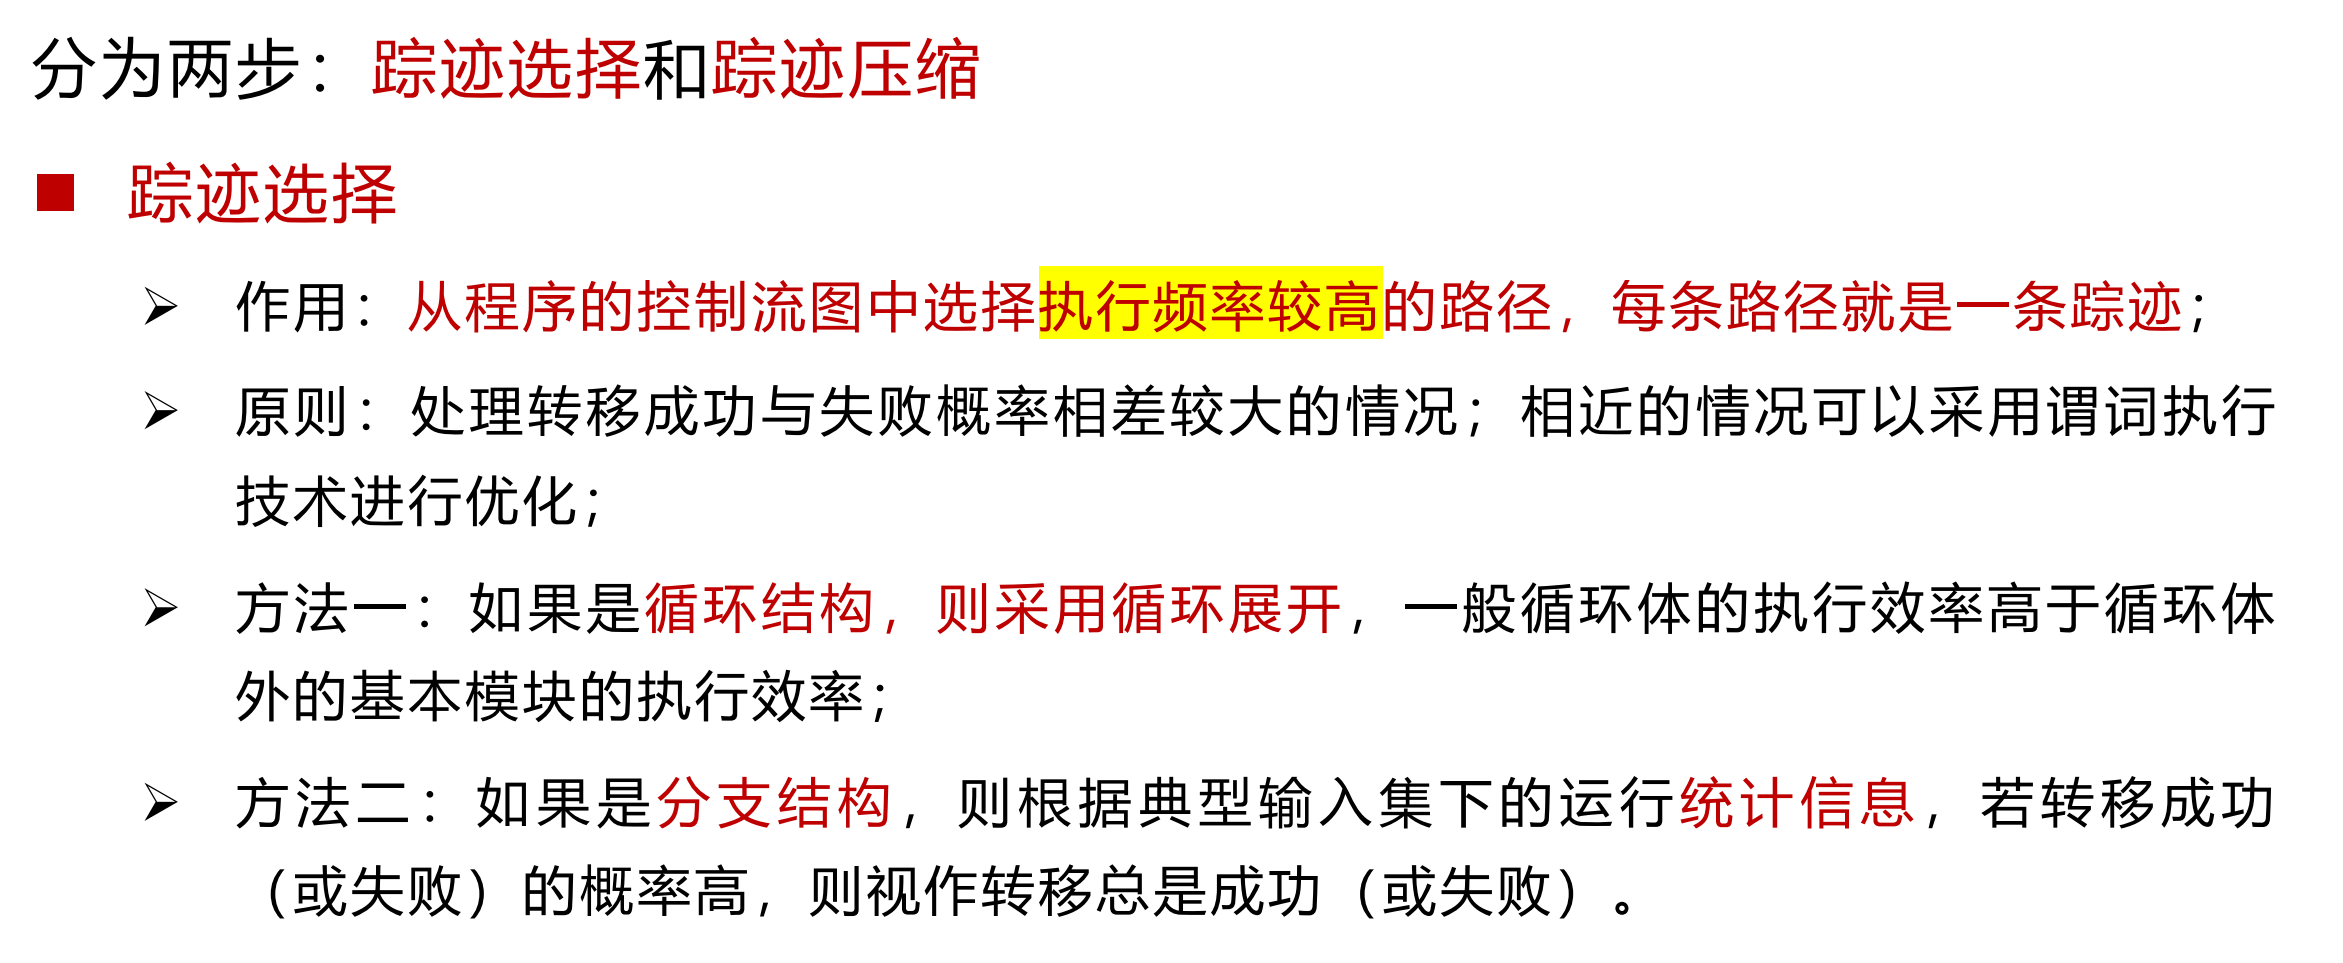 分为两步：踪迹选择和踪迹压缩
踪迹选择
作用：从程序的控制流图中选择执行频率较高的路径，每条路径就是一条踪迹；
原则：处理转移成功与失败概率相差较大的情况；相近的情况可以采用谓词执行
技术进行优化；
方法一：如果是循环结构，则采用循环展开，一般循环体的执行效率高于循环体
外的基本模块的执行效率；
方法二：如果是分支结构，则根据典型输入集下的运行统计信息，若转移成功
（或失败）的概率高，则视作转移总是成功（或失败）。